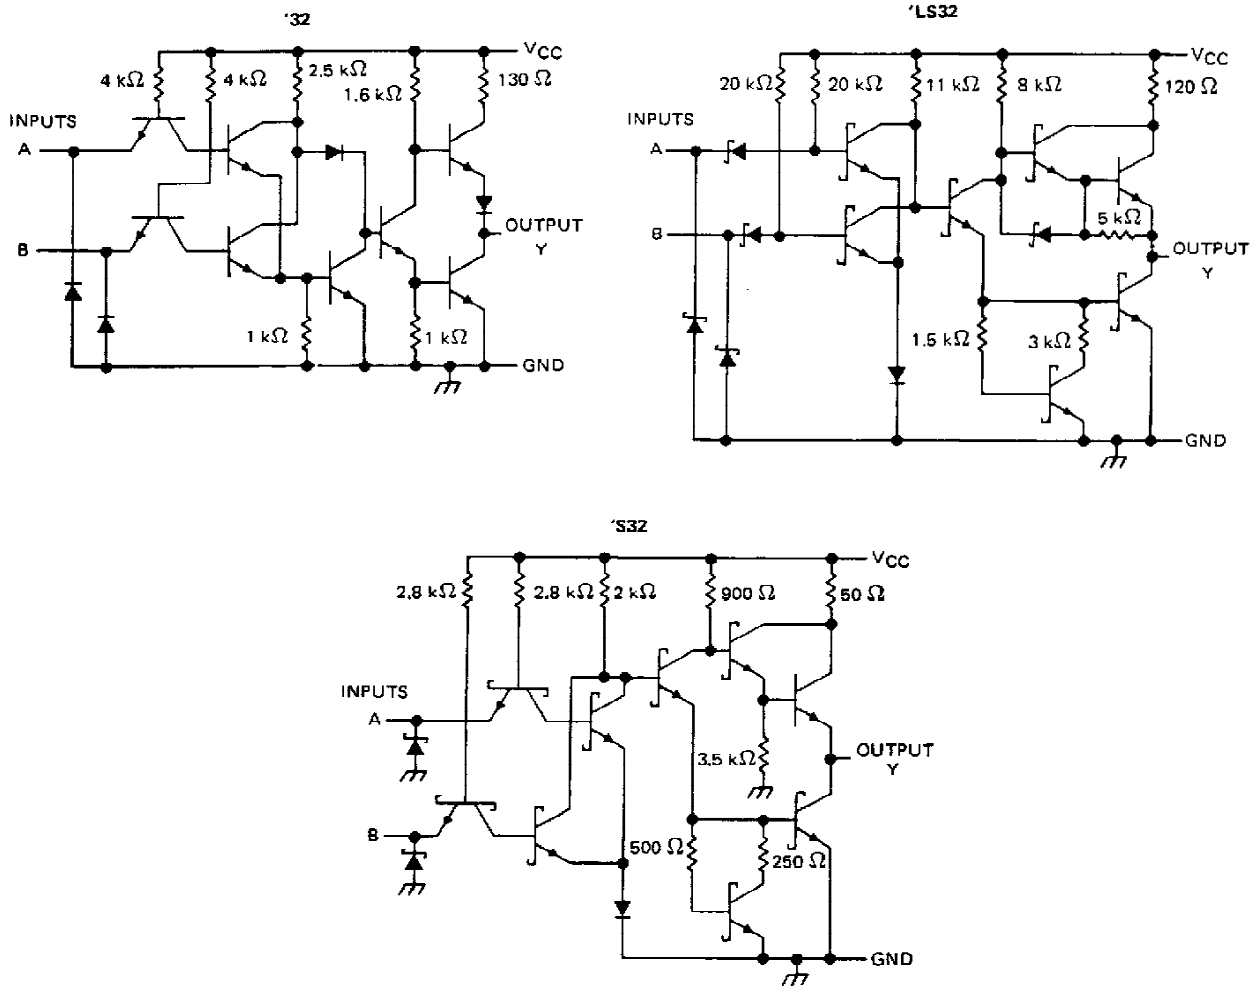 '32
VCC
4 kΩ
4 kΩ
2.5 kΩ
1.6 kΩ
130 Ω
INPUTS
A
B
OUTPUT
Y
1 kΩ
1 kΩ
GND
'LS32
VCC
20 kΩ
20 kΩ
11 kΩ
8 kΩ
120 Ω
INPUTS
A
B
5 kΩ
OUTPUT
Y
1.5 kΩ
3 kΩ
GND
'S32
VCC
2.8 kΩ
2.8 kΩ
2 kΩ
900 Ω
50 Ω
INPUTS
A
3.5 kΩ
OUTPUT
Y
B
500 Ω
250 Ω
GND